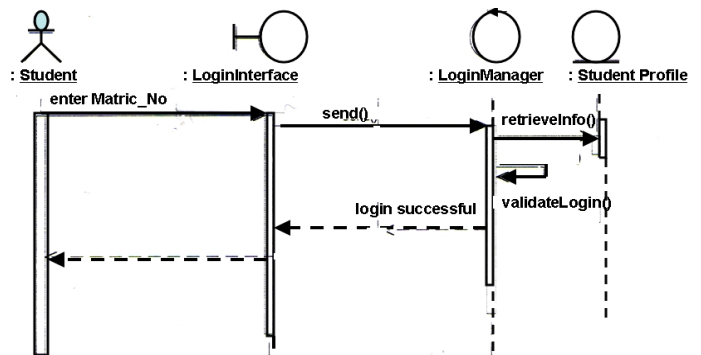 : Student
: LoginInterface
: LoginManager
: Student Profile
enter Matric_No
send()
retrieveInfo()
validateLogin()
login successful